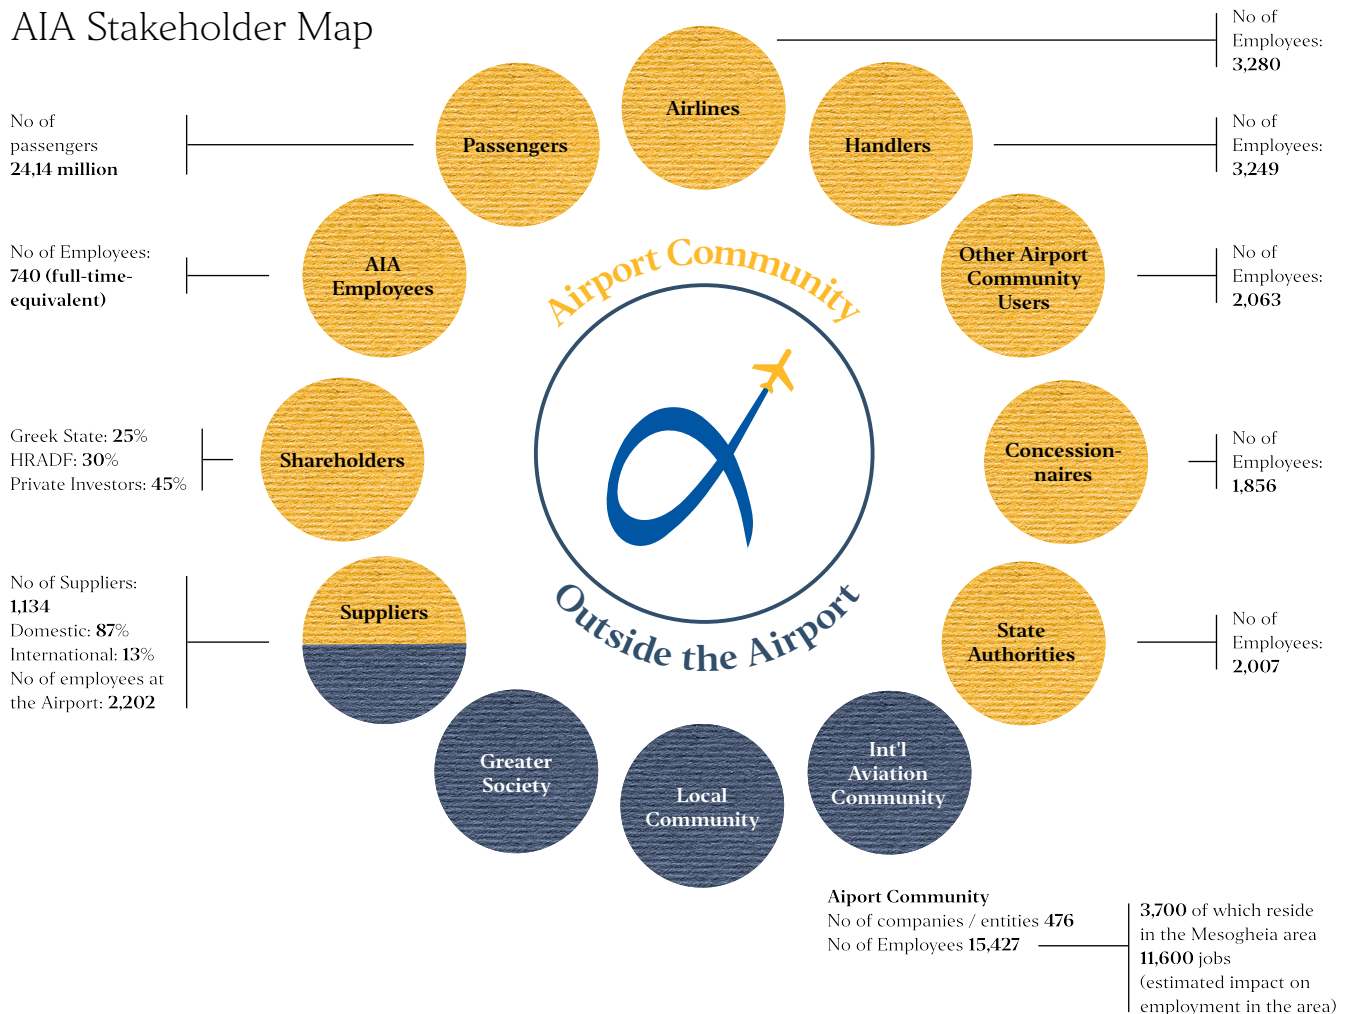 AIA Stakeholder Map
No of
passengers
24,14 million
No of Employees:
740 (full-time-
equivalent)
Greek State: 25%
HRADF: 30%
Private Investors: 45%
No of Suppliers:
1,134
Domestic: 87%
International: 13%
No of employees at
the Airport: 2,202
Passengers
Airlines
Handlers
AIA
Employees
Other Airport
Community
Users
Shareholders
Concession-
naires
Suppliers
State
Authorities
Greater
Society
Local
Community
Int'l
Aviation
Community
Airport Community
Outside the Airport
No of
Employees:
3,280
No of
Employees:
3,249
No of
Employees:
2,063
No of
Employees:
1,856
No of
Employees:
2,007
Aiport Community
No of companies / entities 476
No of Employees 15,427
3,700 of which reside
in the Mesogheia area
11,600 jobs
(estimated impact on
employment in the area)